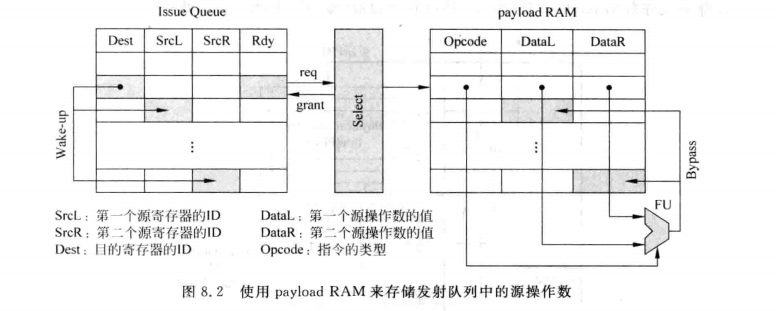 Issue Queue
payload RAM
Dest SrcL SrcR Rdy
Opcode DataL DataR
req
grant
Select
Wake-up
Bypass
FU
SrcL：第一个源寄存器的ID
DataL：第一个源操作数的值
SrcR：第二个源寄存器的ID
DataR：第二个源操作数的值
Dest：目的寄存器的ID
Opcode：指令的类型
图 8.2 使用 payload RAM 来存储发射队列中的源操作数